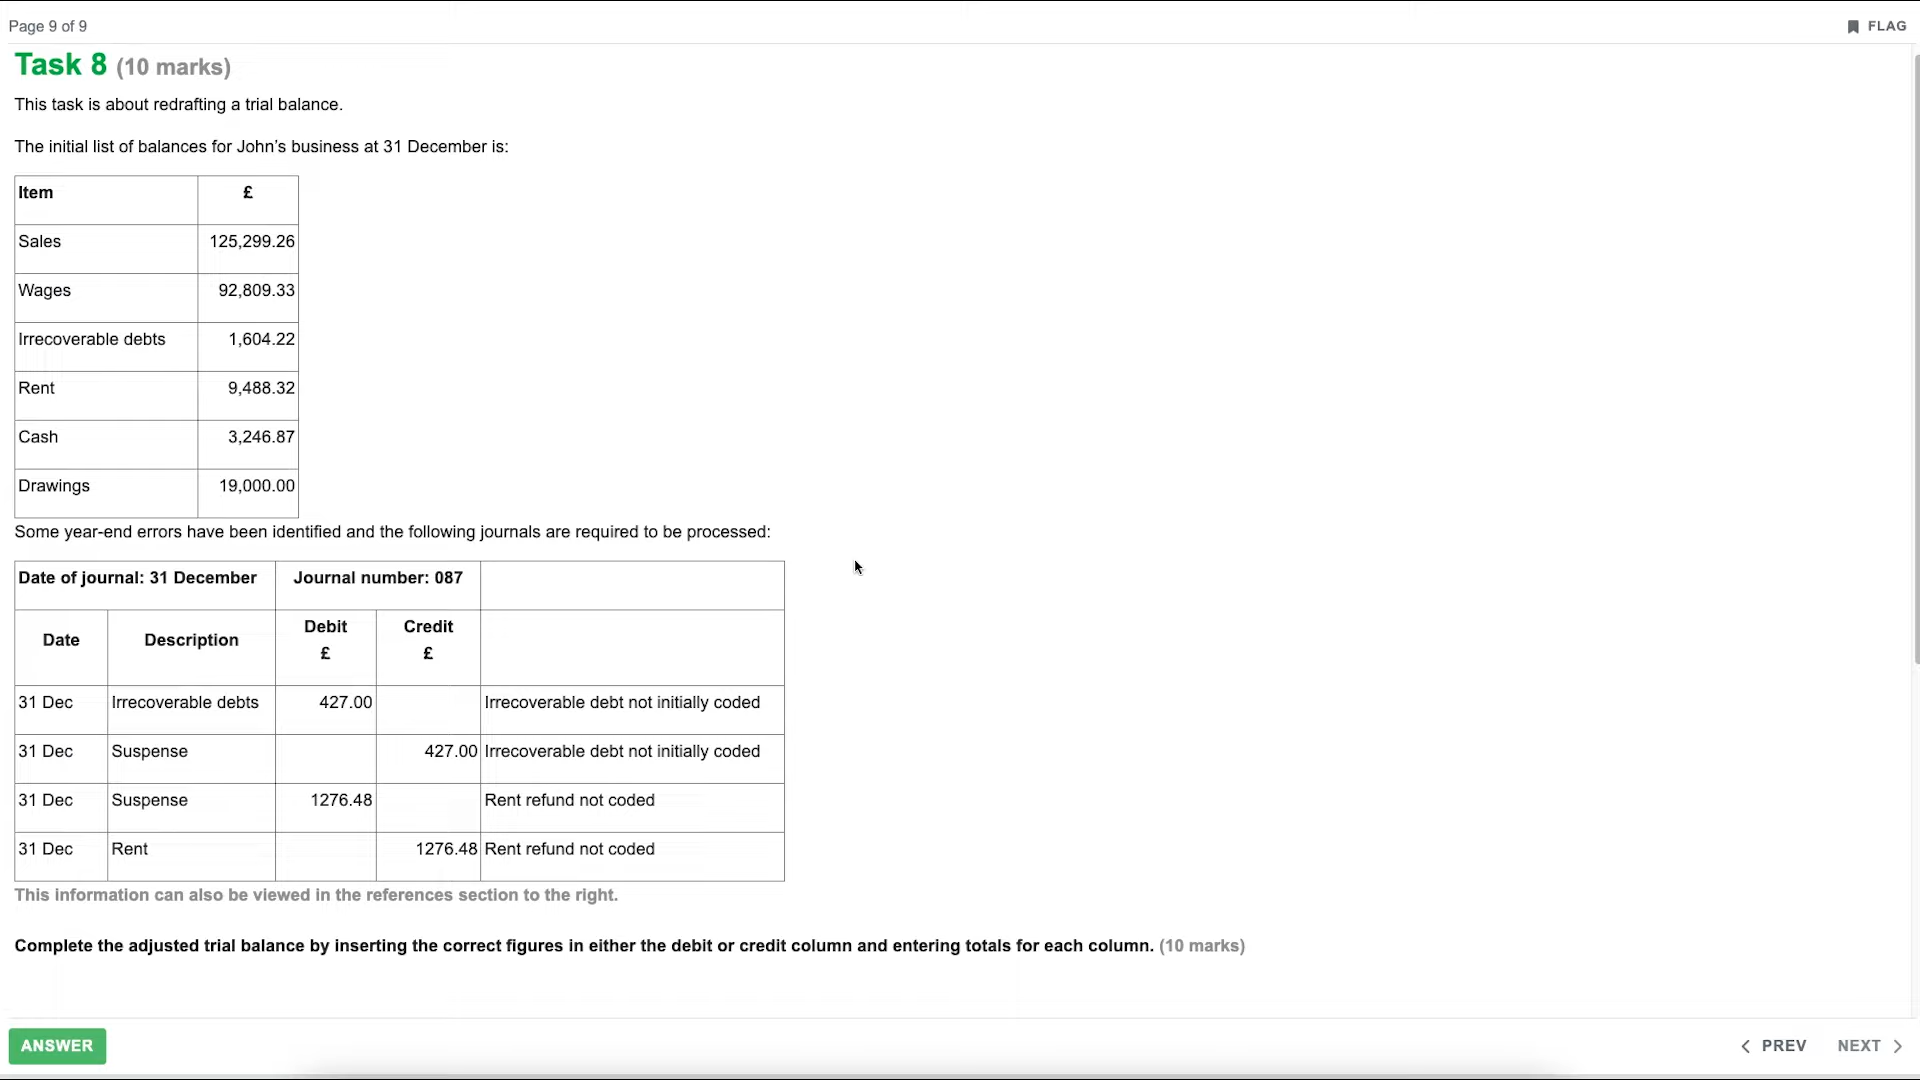 Page 9 of 9
FLAG
Task 8 (10 marks)
This task is about redrafting a trial balance.
The initial list of balances for John's business at 31 December is:
Item £
Sales 125,299.26
Wages 92,809.33
Irrecoverable debts 1,604.22
Rent 9,488.32
Cash 3,246.87
Drawings 19,000.00
Some year-end errors have been identified and the following journals are required to be processed:
Date of journal: 31 December Journal number: 087
Date Description Debit £ Credit £
31 Dec Irrecoverable debts 427.00 Irrecoverable debt not initially coded
31 Dec Suspense 427.00 Irrecoverable debt not initially coded
31 Dec Suspense 1276.48 Rent refund not coded
31 Dec Rent 1276.48 Rent refund not coded
This information can also be viewed in the references section to the right.
Complete the adjusted trial balance by inserting the correct figures in either the debit or credit column and entering totals for each column. (10 marks)
ANSWER
PREV
NEXT